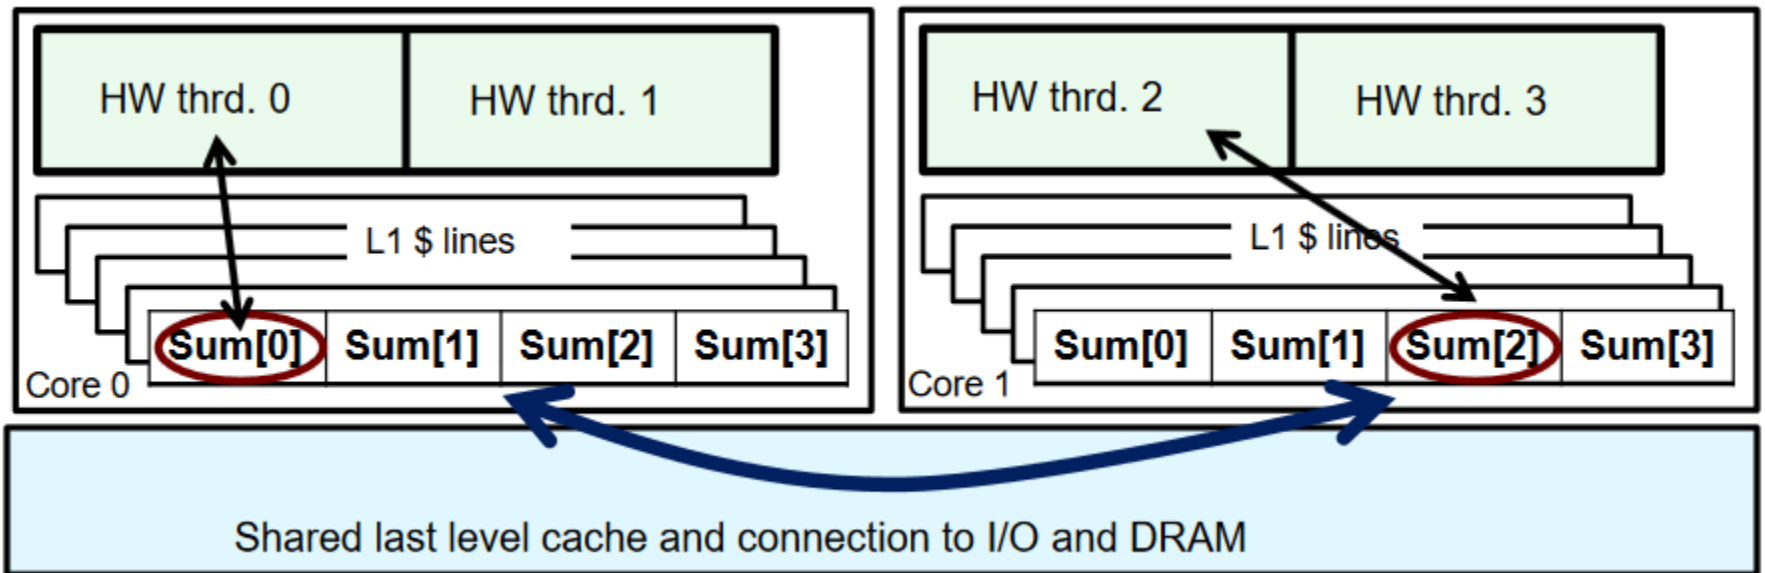 HW thrd. 0
HW thrd. 1
L1 $ lines
Sum[0] Sum[1] Sum[2] Sum[3]
Core 0
HW thrd. 2
HW thrd. 3
L1 $ lines
Sum[0] Sum[1] Sum[2] Sum[3]
Core 1
Shared last level cache and connection to I/O and DRAM